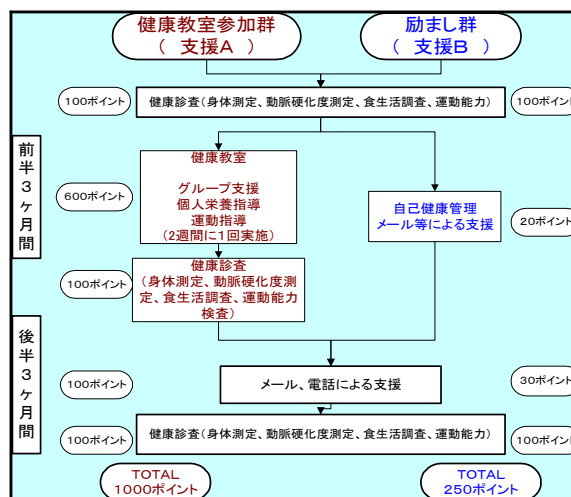 健康教室参加群
( 支援A)
励まし群
( 支援B)
100ポイント
健康診査(身体測定、動脈硬化度測定、食生活調査、運動能力)
100ポイント
前半3ヶ月間
600ポイント
健康教室
グループ支援
個人栄養指導
運動指導
(2週間に1回実施)
自己健康管理
メール等による支援
20ポイント
100ポイント
健康診査
(身体測定、動脈硬化度測
定、食生活調査、運動能力
検査)
後半3ヶ月間
100ポイント
メール、電話による支援
30ポイント
100ポイント
健康診査(身体測定、動脈硬化度測定、食生活調査、運動能力)
100ポイント
TOTAL
1000ポイント
TOTAL
250ポイント